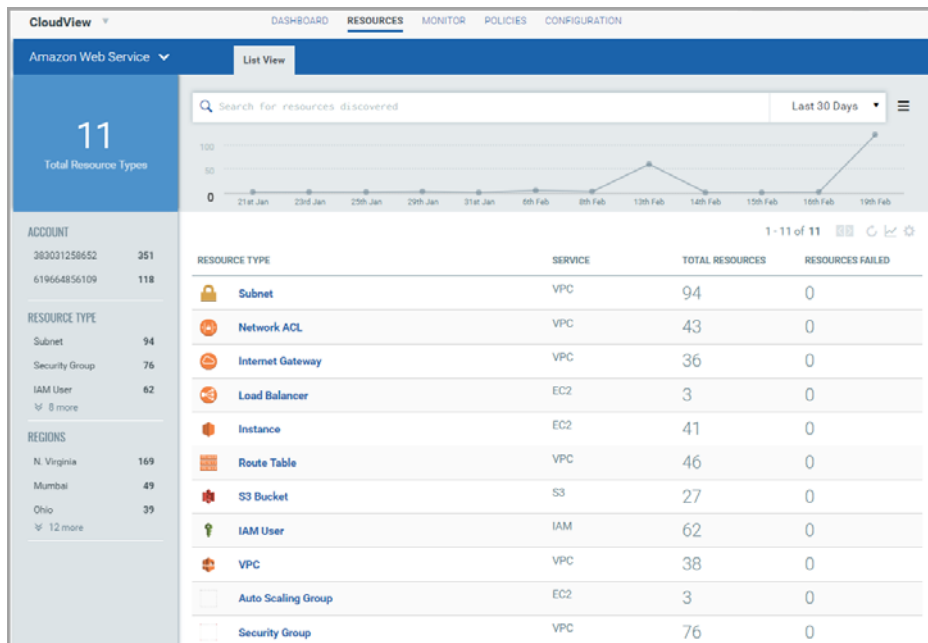 CloudView DASHBOARD RESOURCES MONITOR POLICIES CONFIGURATION
Amazon Web Service List View
11
Total Resource Types
Search for resources discovered Last 30 Days
100
50
0
21st Jan 23rd Jan 25th Jan 29th Jan 31st Jan 6th Feb 8th Feb 13th Feb 14th Feb 15th Feb 16th Feb 19th Feb
ACCOUNT
383031258652 351
619664856109 118
RESOURCE TYPE
Subnet 94
Security Group 76
IAM User 62
8 more
REGIONS
N. Virginia 169
Mumbai 49
Ohio 39
12 more
1 - 11 of 11
RESOURCE TYPE SERVICE TOTAL RESOURCES RESOURCES FAILED
Subnet VPC 94 0
Network ACL VPC 43 0
Internet Gateway VPC 36 0
Load Balancer EC2 3 0
Instance EC2 41 0
Route Table VPC 46 0
S3 Bucket S3 27 0
IAM User IAM 62 0
VPC VPC 38 0
Auto Scaling Group EC2 3 0
Security Group VPC 76 0